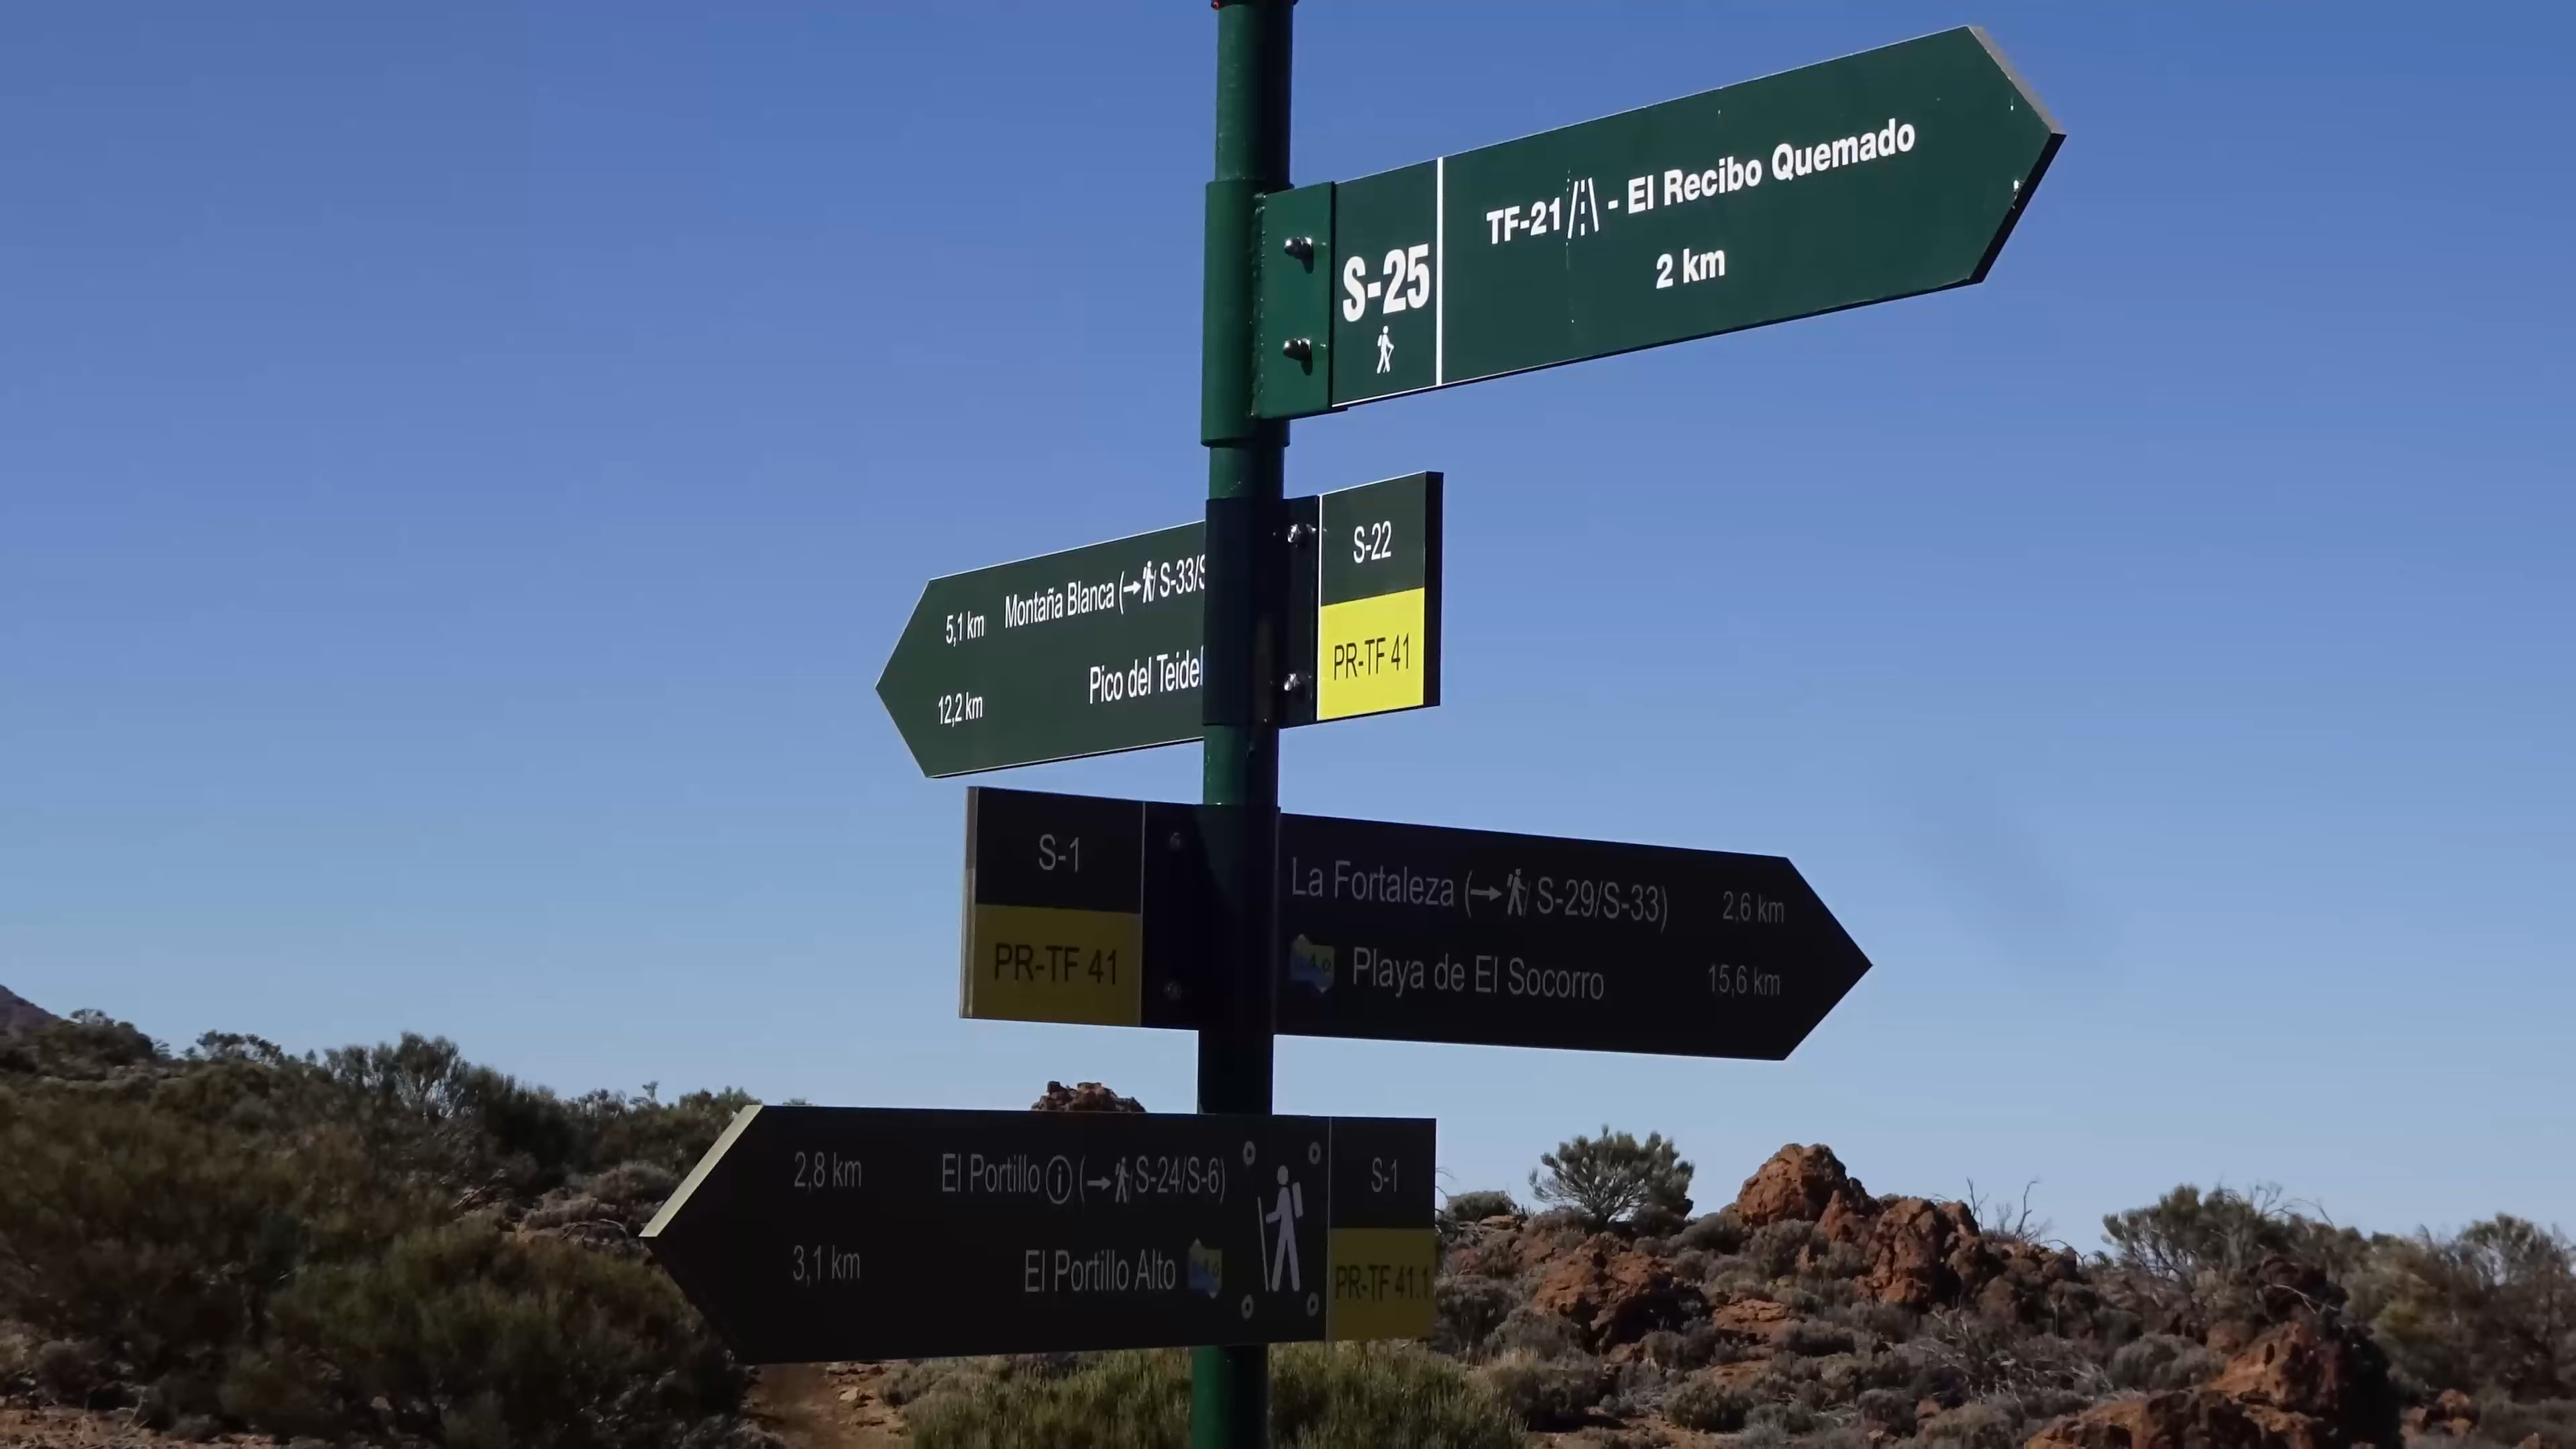 S-25
TF-21 - El Recibo Quemado
2 km
5,1 km Montaña Blanca (→ S-33/S
12,2 km Pico del Teide
S-22
PR-TF 41
S-1
PR-TF 41
La Fortaleza (→ S-29/S-33) 2,6 km
Playa de El Socorro 15,6 km
2,8 km El Portillo i (→ S-24/S-6)
3,1 km El Portillo Alto
S-1
PR-TF 41.1